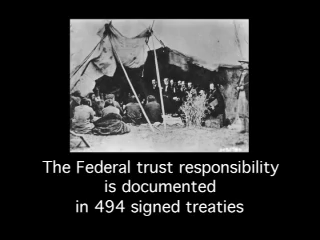 The Federal trust responsibility
is documented
in 494 signed treaties